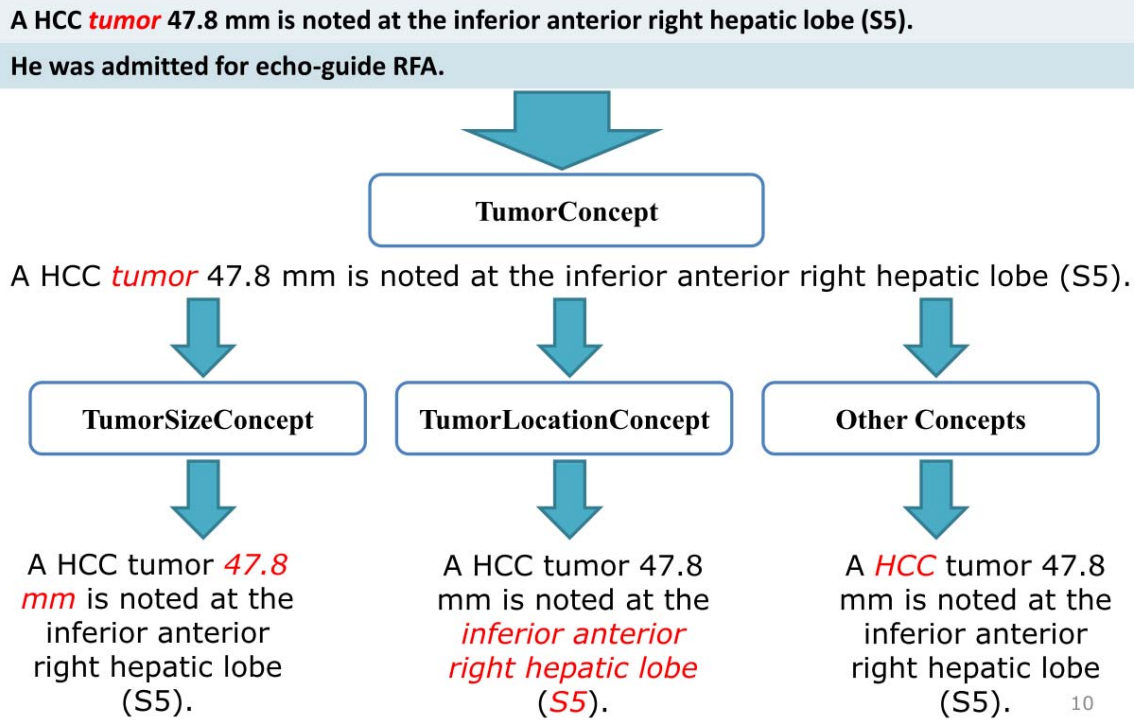 A HCC tumor 47.8 mm is noted at the inferior anterior right hepatic lobe (S5).
He was admitted for echo-guide RFA.
TumorConcept
A HCC tumor 47.8 mm is noted at the inferior anterior right hepatic lobe (S5).
TumorSizeConcept
TumorLocationConcept
Other Concepts
A HCC tumor 47.8
mm is noted at the
inferior anterior
right hepatic lobe
(S5).
A HCC tumor 47.8
mm is noted at the
inferior anterior
right hepatic lobe
(S5).
A HCC tumor 47.8
mm is noted at the
inferior anterior
right hepatic lobe
(S5).
10